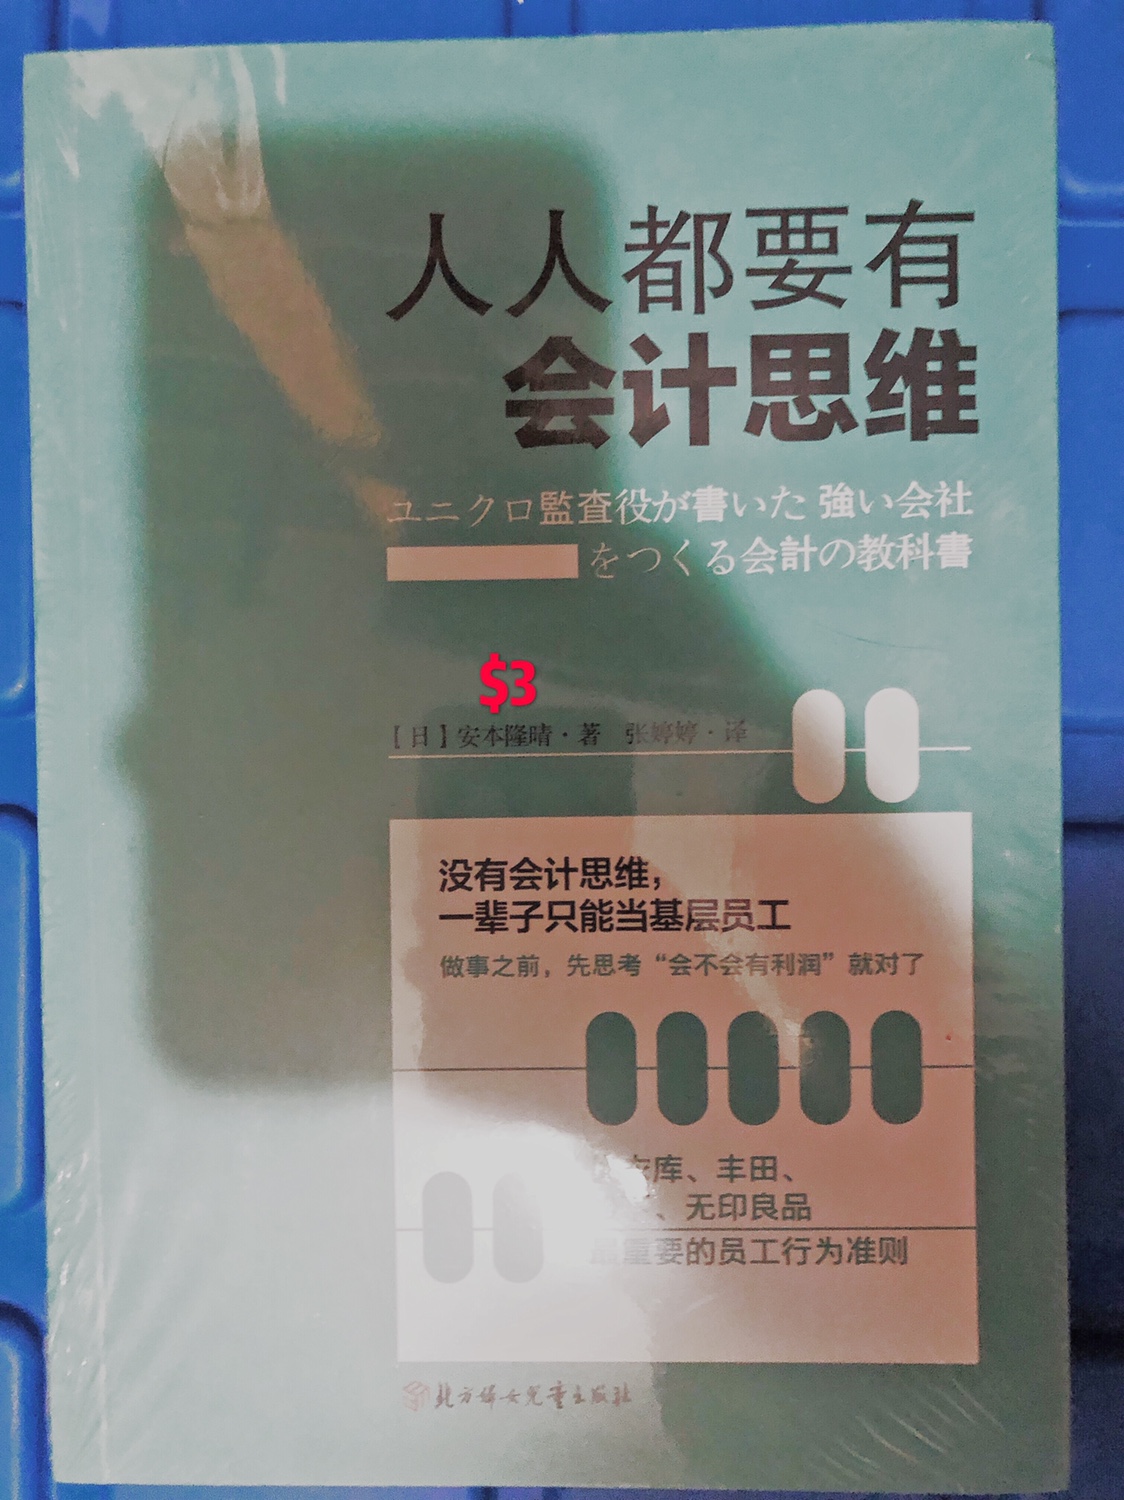 人人都要有
会计思维
ユニクロ監査役が書いた 強い会社
をつくる会計の教科書
$3
【日】安本隆晴·著 张婷婷·译
没有会计思维，
一辈子只能当基层员工
做事之前，先思考“会不会有利润”就对了
衣库、丰田、
、无印良品
最重要的员工行为准则
北方妇女儿童出版社